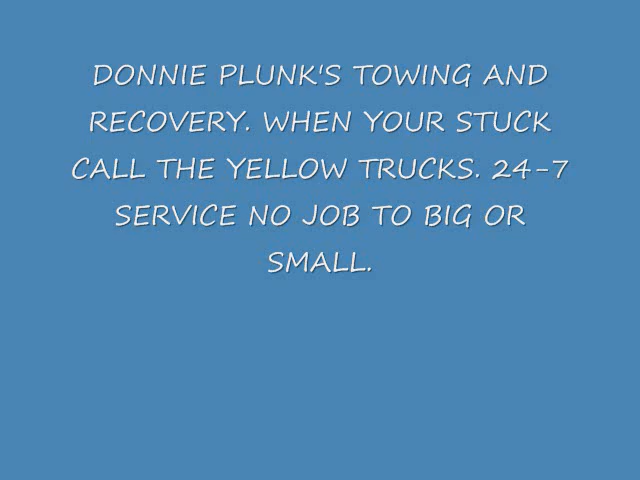 DONNIE PLUNK'S TOWING AND
RECOVERY. WHEN YOUR STUCK
CALL THE YELLOW TRUCKS. 24-7
SERVICE NO JOB TO BIG OR
SMALL.